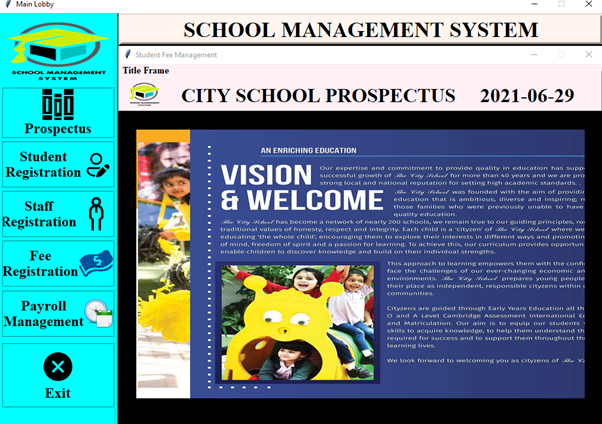 Main Lobby
SCHOOL MANAGEMENT
SYSTEM
SCHOOL MANAGEMENT SYSTEM
Prospectus
Student
Registration
Staff
Registration
Fee
Registration
Payroll
Management
Exit
Student Fee Management
Title Frame
CITY SCHOOL PROSPECTUS 2021-06-29
AN ENRICHING EDUCATION
VISION
& WELCOME
Our expertise and commitment to provide quality in education has supp
successful growth of The City School for more than 40 years and we are pro
strong local and national reputation for setting high academic standards. .
The City School was founded with the aim of providin
education that is ambitious, diverse and inspiring, r
those families who were previously unable to have
quality education.
The City School has become a network of nearly 200 schools, we remain true to our guiding principles, roo
traditional values of honesty, respect and integrity. Each child is a 'cityzen' of The City School where we
educating 'the whole child', encouraging them to explore their interests in different ways and promotin
of mind, freedom of spirit and a passion for learning. To achieve this, our curriculum provides opportun
enable children to discover knowledge and build on their individual strengths.
This approach to learning empowers them with the confi
face the challenges of our ever-changing economic an
environments. The City School prepares young people
their place as independent, responsible cityzens within c
communities.
Cityzens are guided through Early Years Education all th
O and A Level Cambridge Assessment International E
and Matriculation. Our aim is to equip our students
skills to acquire knowledge, to help them understand th
required for success and to support them throughout th
learning lives.
We look forward to welcoming you as cityzens of The Ci